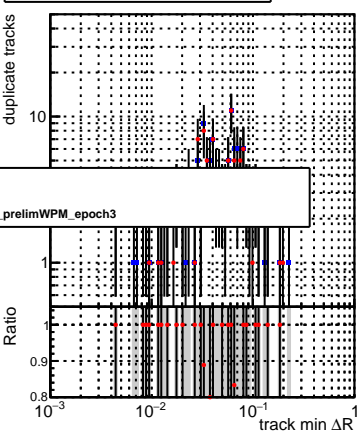 duplicate tracks
10
_prelimWPM_epoch3
1
Ratio
1
0.9
0.8
10−3 10−2 10−1 1
track min ΔR